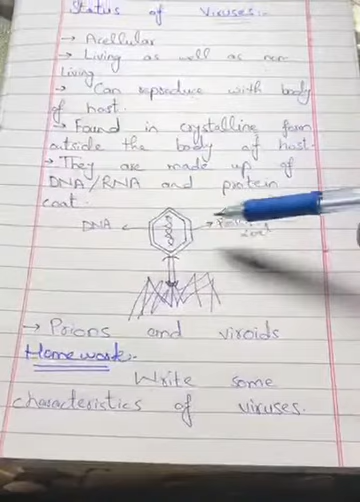 Status of Viruses:-
→ Acellular
→ Living as well as non
living.
→ Can reproduce with body
of host.
→ Found in crystalline form
outside the body of host.
→ They are made up of
DNA/RNA and protein
coat.
DNA
→ Prions and viroids
Homework:-
Write some
characteristics of viruses.